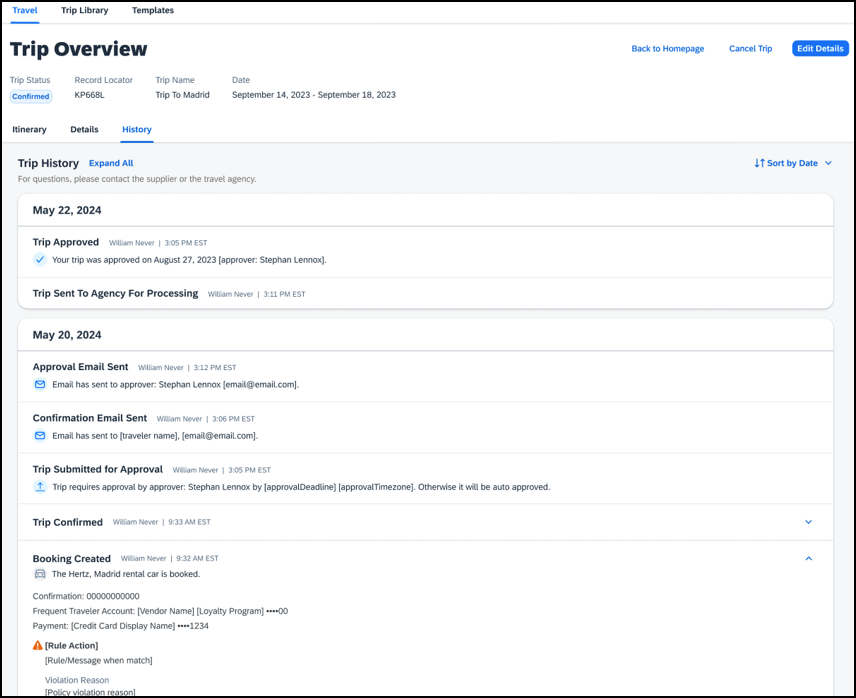 Travel Trip Library Templates
Trip Overview
Back to Homepage Cancel Trip Edit Details
Trip Status Record Locator Trip Name Date
Confirmed KP668L Trip To Madrid September 14, 2023 - September 18, 2023
Itinerary Details History
Trip History Expand All Sort by Date
For questions, please contact the supplier or the travel agency.
May 22, 2024
Trip Approved William Never | 3:05 PM EST
Your trip was approved on August 27, 2023 [approver: Stephan Lennox].
Trip Sent To Agency For Processing William Never | 3:11 PM EST
May 20, 2024
Approval Email Sent William Never | 3:12 PM EST
Email has sent to approver: Stephan Lennox [email@email.com].
Confirmation Email Sent William Never | 3:06 PM EST
Email has sent to [traveler name], [email@email.com].
Trip Submitted for Approval William Never | 3:05 PM EST
Trip requires approval by approver: Stephan Lennox by [approvalDeadline] [approvalTimezone]. Otherwise it will be auto approved.
Trip Confirmed William Never | 9:33 AM EST
Booking Created William Never | 9:32 AM EST
The Hertz, Madrid rental car is booked.
Confirmation: 00000000000
Frequent Traveler Account: [Vendor Name] [Loyalty Program] ••••00
Payment: [Credit Card Display Name] ••••1234
[Rule Action]
[Rule/Message when match]
Violation Reason
[Policy violation reason]